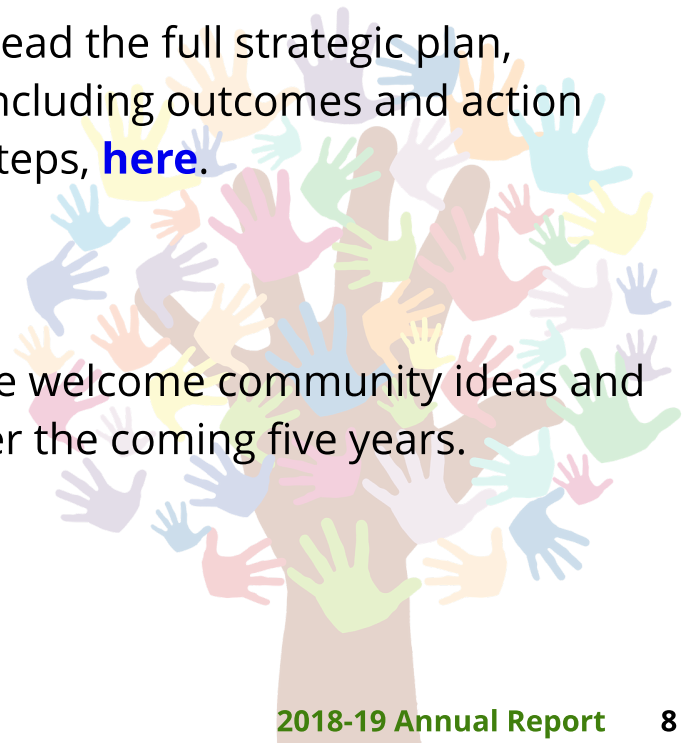 ead the full strategic plan,
ncluding outcomes and action
teps, here.
e welcome community ideas and
er the coming five years.
2018-19 Annual Report 8